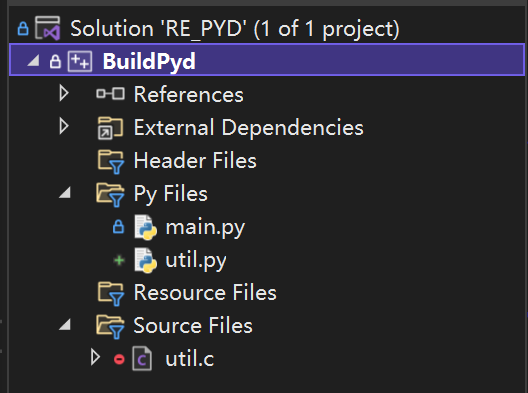 Solution 'RE_PYD' (1 of 1 project)
BuildPyd
References
External Dependencies
Header Files
Py Files
main.py
util.py
Resource Files
Source Files
util.c